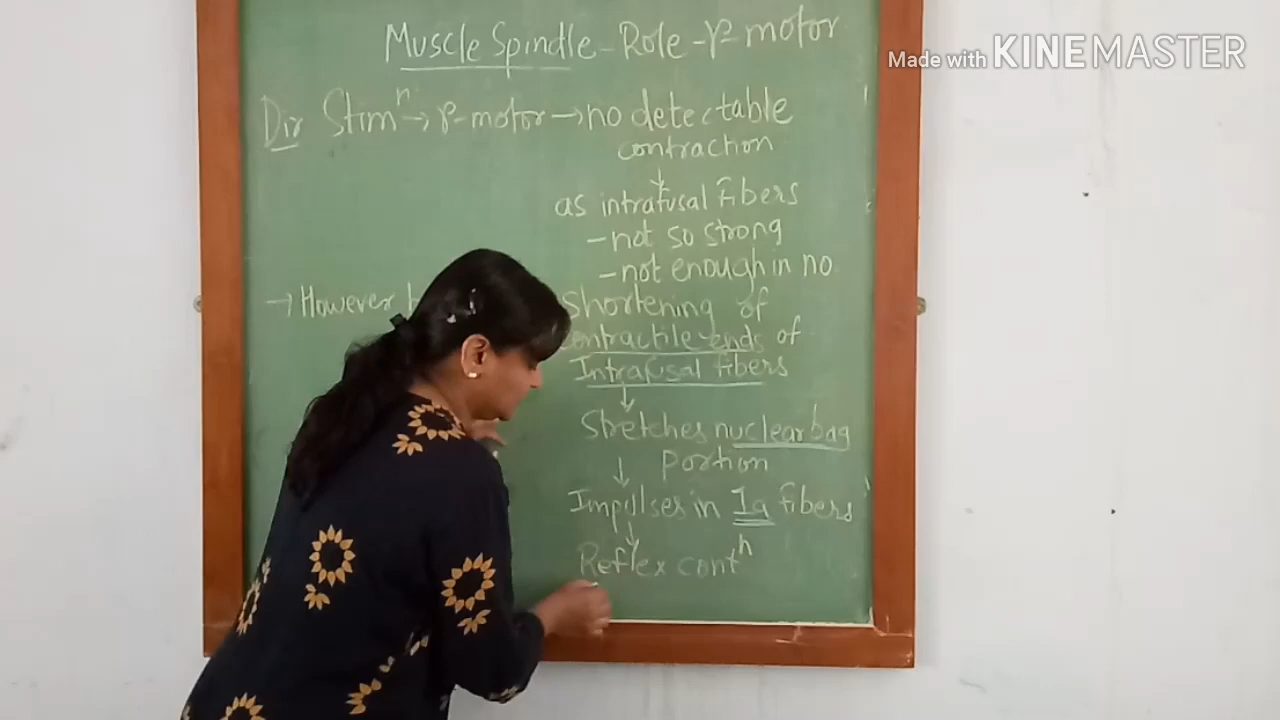 Muscle Spindle - Role - γ-motor
Made with KINEMASTER
Dir Stimⁿ → γ-motor → no detectable
contraction
↓
as intrafusal fibers
- not so strong
- not enough in no
→ However shortening of
contractile ends of
Intrafusal fibers
↓
Stretches nuclear bag
portion
↓
Impulses in Ia fibers
↓
Reflex contⁿ